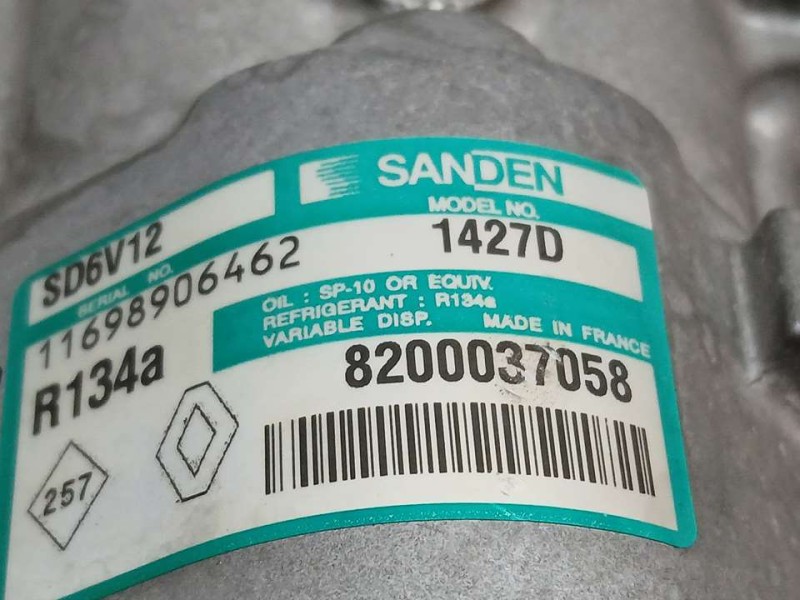 SANDEN
SD6V12
MODEL NO.
SERIAL NO.
1427D
11698906462
OIL : SP-10 OR EQUIV.
REFRIGERANT : R134a
VARIABLE DISP. MADE IN FRANCE
R134a
8200037058
257